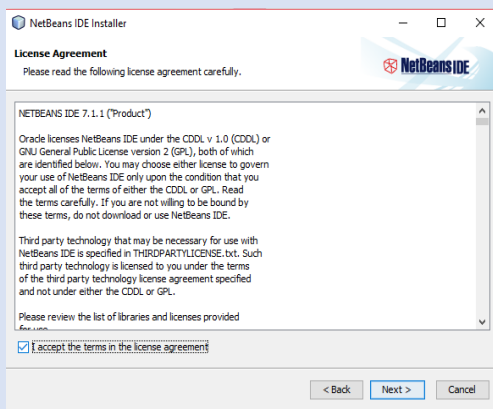 NetBeans IDE Installer
License Agreement
Please read the following license agreement carefully.
NetBeans IDE
NETBEANS IDE 7.1.1 ("Product")
Oracle licenses NetBeans IDE under the CDDL v 1.0 (CDDL) or
GNU General Public License version 2 (GPL), both of which
are identified below. You may choose either license to govern
your use of NetBeans IDE only upon the condition that you
accept all of the terms of either the CDDL or GPL. Read
the terms carefully. If you are not willing to be bound by
these terms, do not download or use NetBeans IDE.
Third party technology that may be necessary for use with
NetBeans IDE is specified in THIRDPARTYLICENSE.txt. Such
third party technology is licensed to you under the terms
of the third party technology license agreement specified
and not under either the CDDL or GPL.
Please review the list of libraries and licenses provided
for use
I accept the terms in the license agreement
< Back Next > Cancel